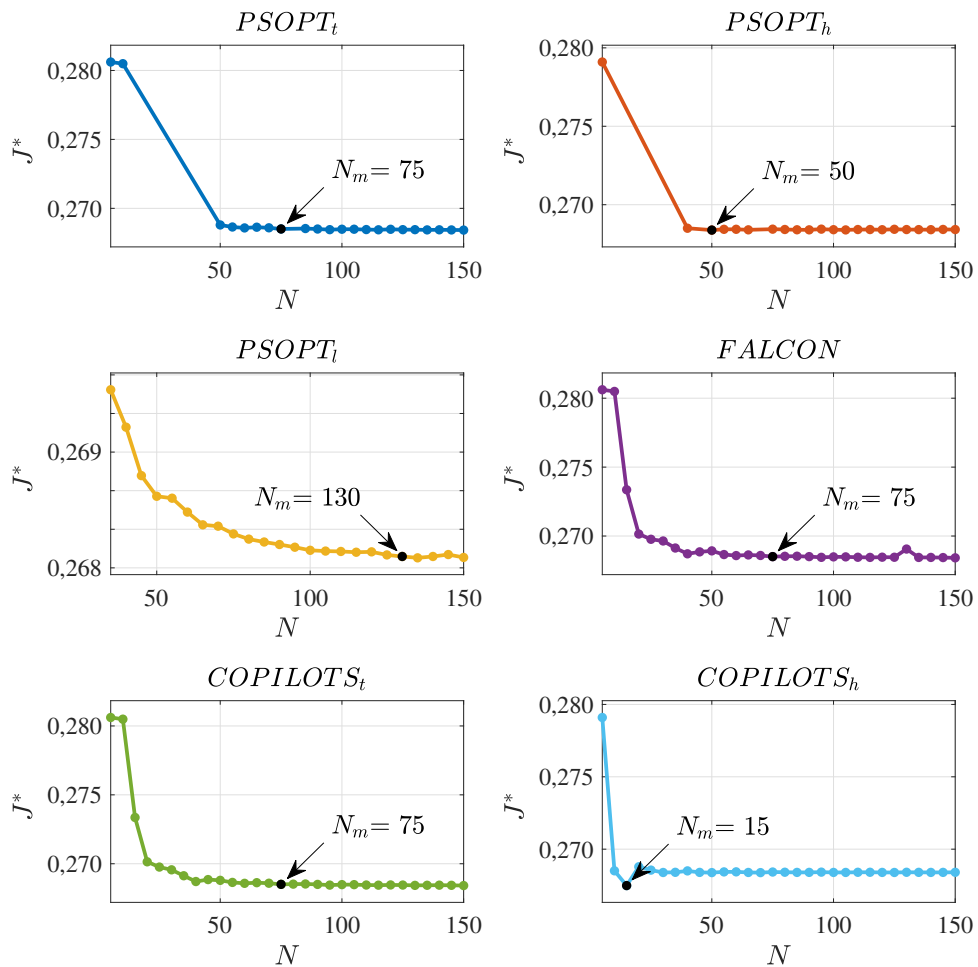 PSOPT_t
0,280
0,275
0,270
J*
N_m = 75
50
100
150
N
PSOPT_h
0,280
0,275
0,270
J*
N_m = 50
50
100
150
N
PSOPT_l
0,269
0,268
J*
N_m = 130
50
100
150
N
FALCON
0,280
0,275
0,270
J*
N_m = 75
50
100
150
N
COPILOTS_t
0,280
0,275
0,270
J*
N_m = 75
50
100
150
N
COPILOTS_h
0,280
0,275
0,270
J*
N_m = 15
50
100
150
N